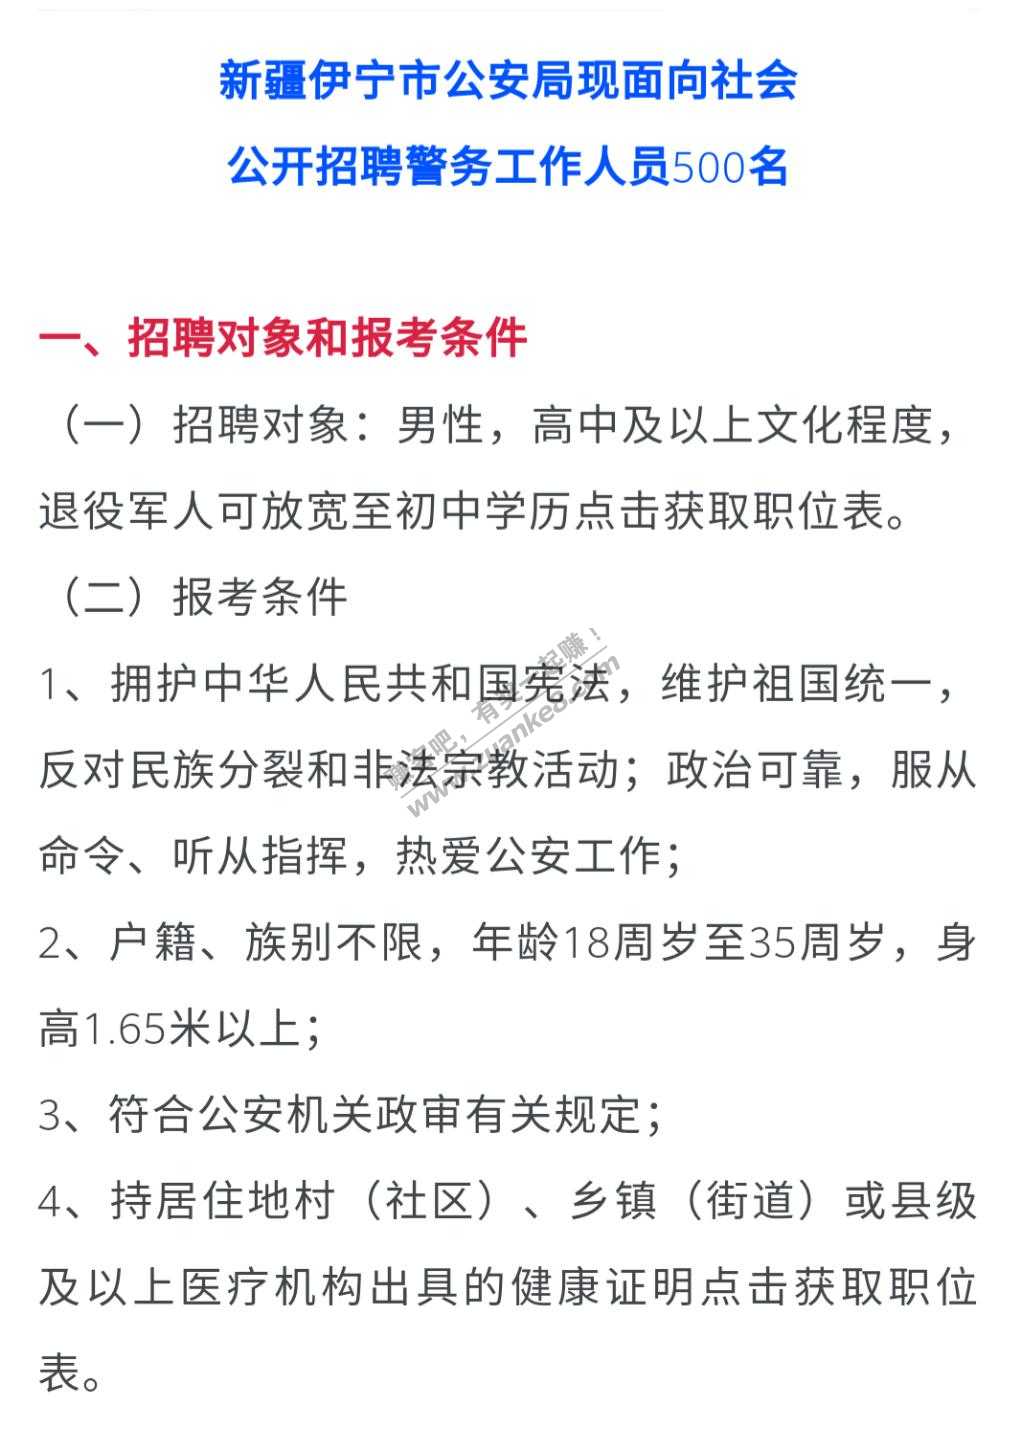 新疆伊宁市公安局现面向社会
公开招聘警务工作人员500名
一、招聘对象和报考条件
（一）招聘对象：男性，高中及以上文化程度，
退役军人可放宽至初中学历点击获取职位表。
（二）报考条件
1、拥护中华人民共和国宪法，维护祖国统一，
反对民族分裂和非法宗教活动；政治可靠，服从
命令、听从指挥，热爱公安工作；
2、户籍、族别不限，年龄18周岁至35周岁，身
高1.65米以上；
3、符合公安机关政审有关规定；
4、持居住地村（社区）、乡镇（街道）或县级
及以上医疗机构出具的健康证明点击获取职位
表。
赚客吧，有奖一起赚！
www.zuanke8.com